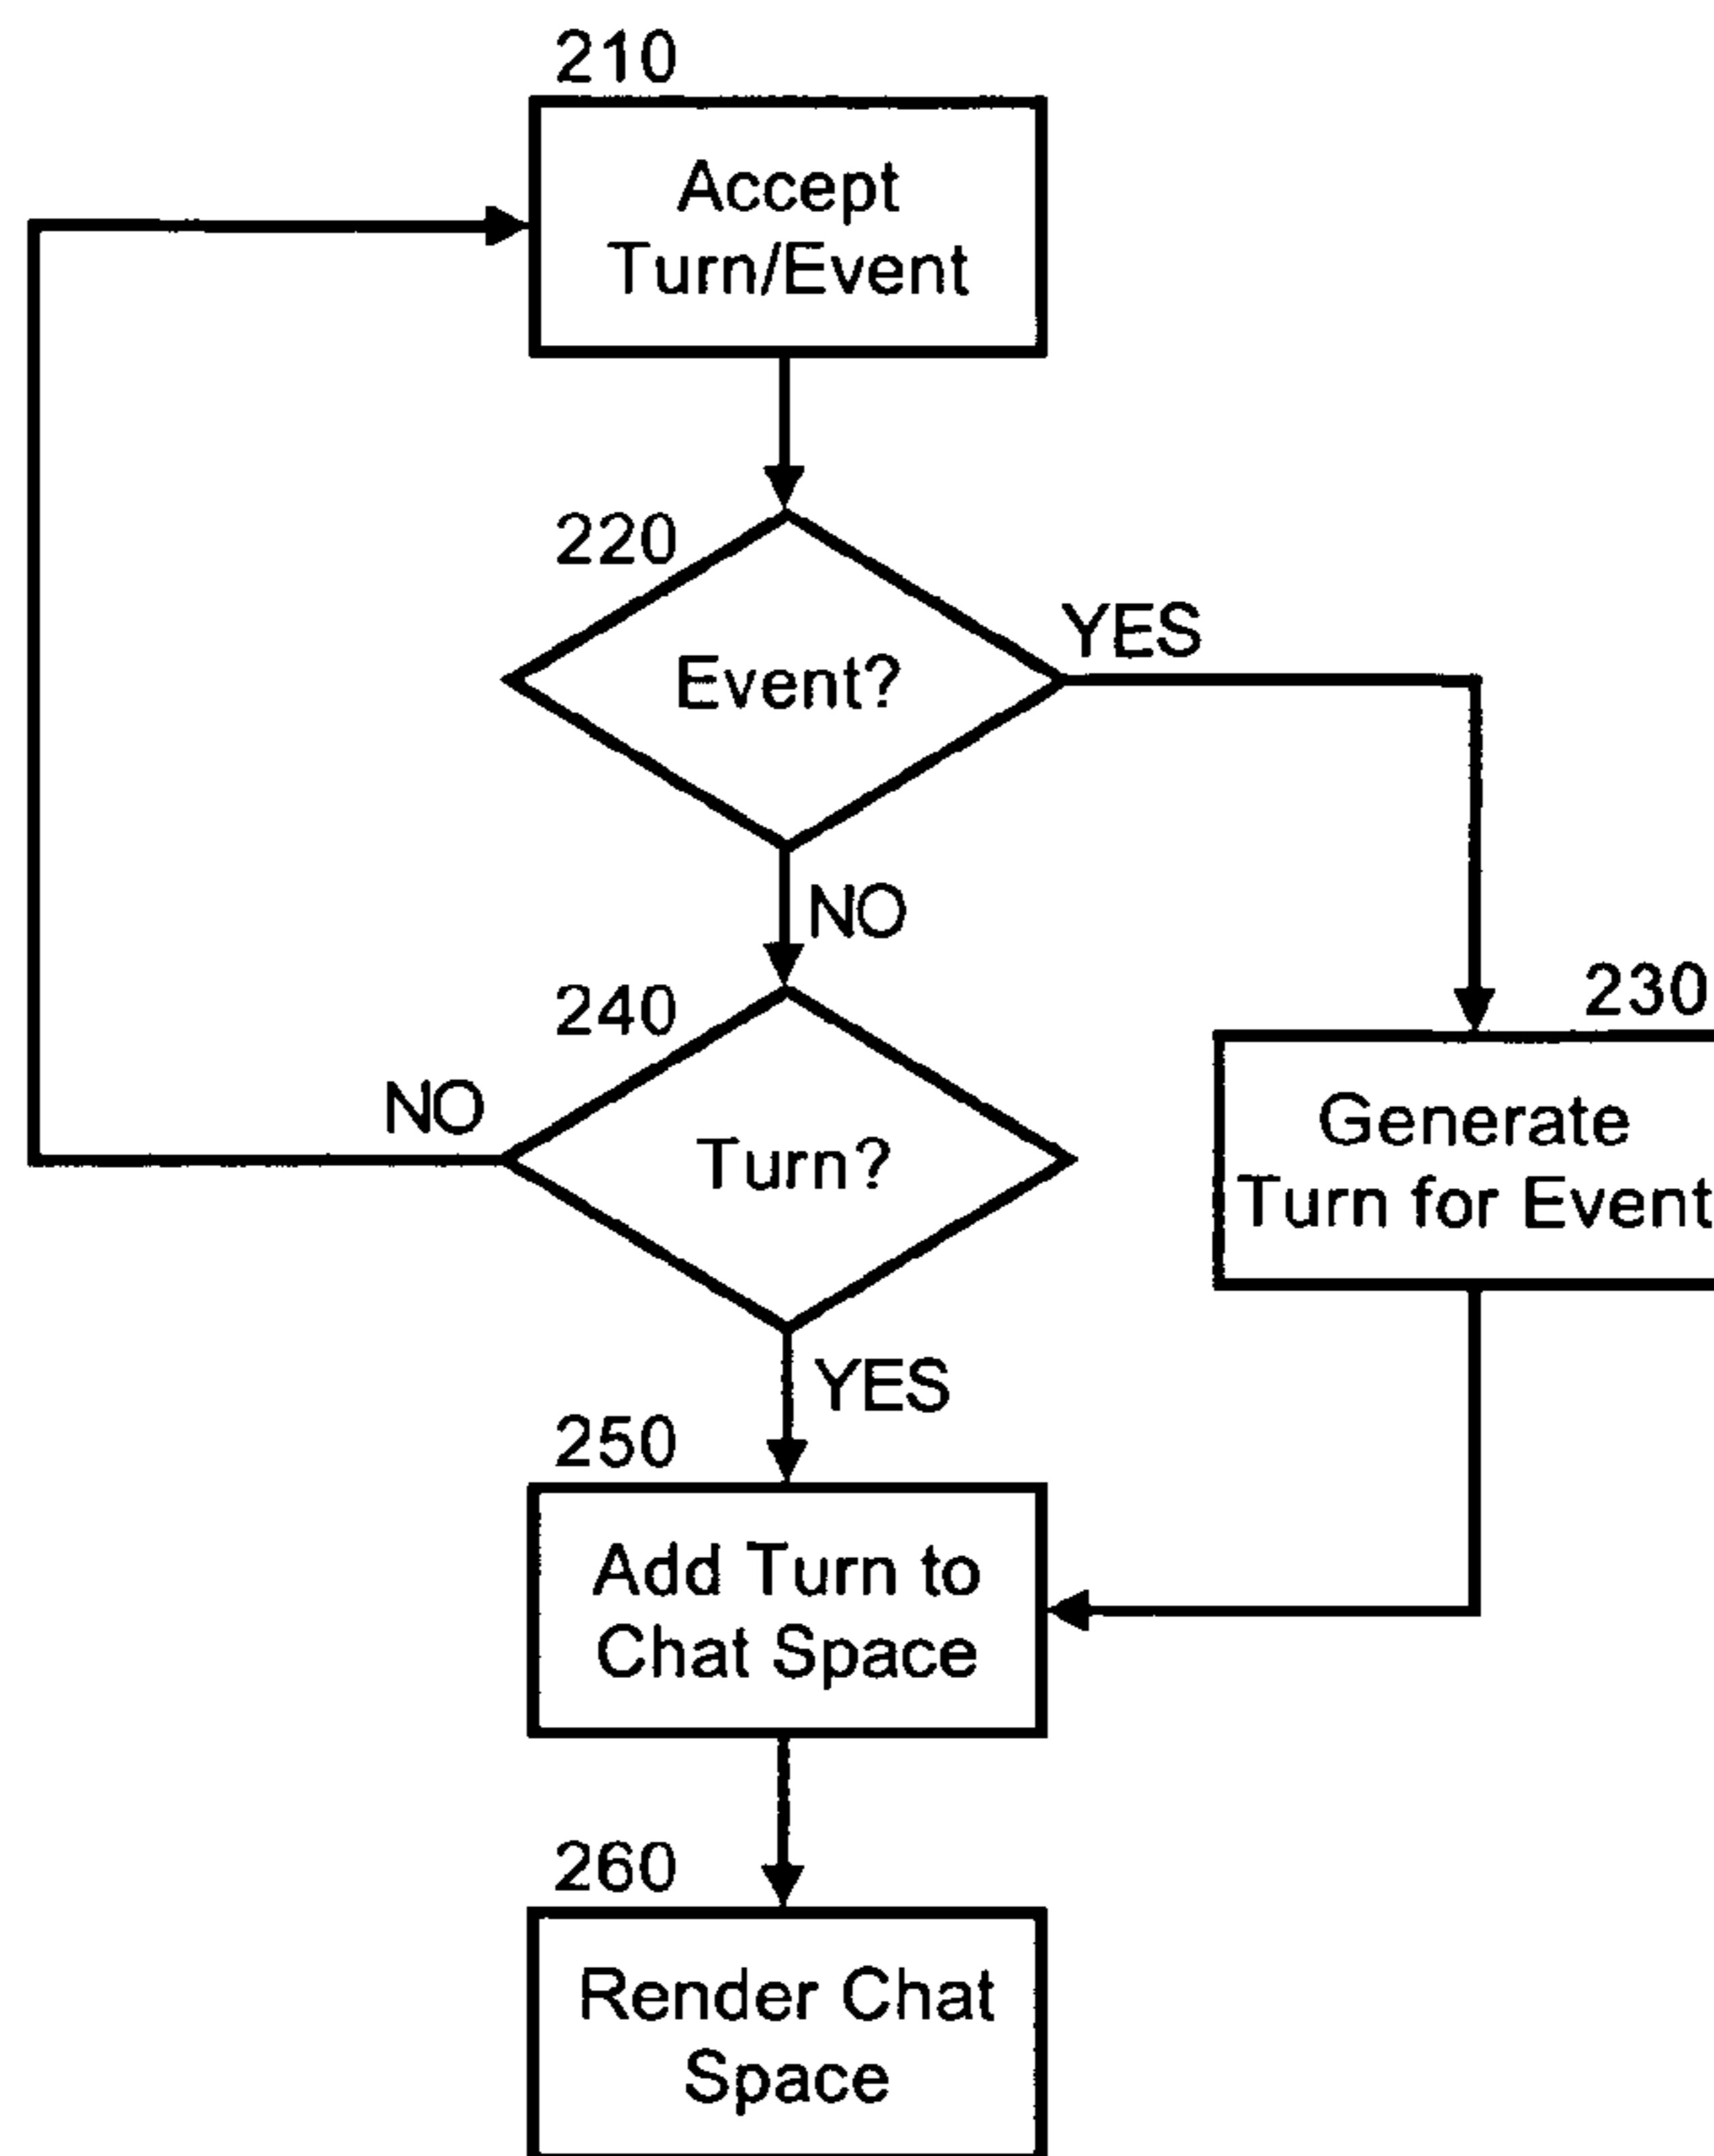 210
Accept
Turn/Event
220
Event?
YES
NO
230
Generate
Turn for Event
240
NO
Turn?
YES
250
Add Turn to
Chat Space
260
Render Chat
Space